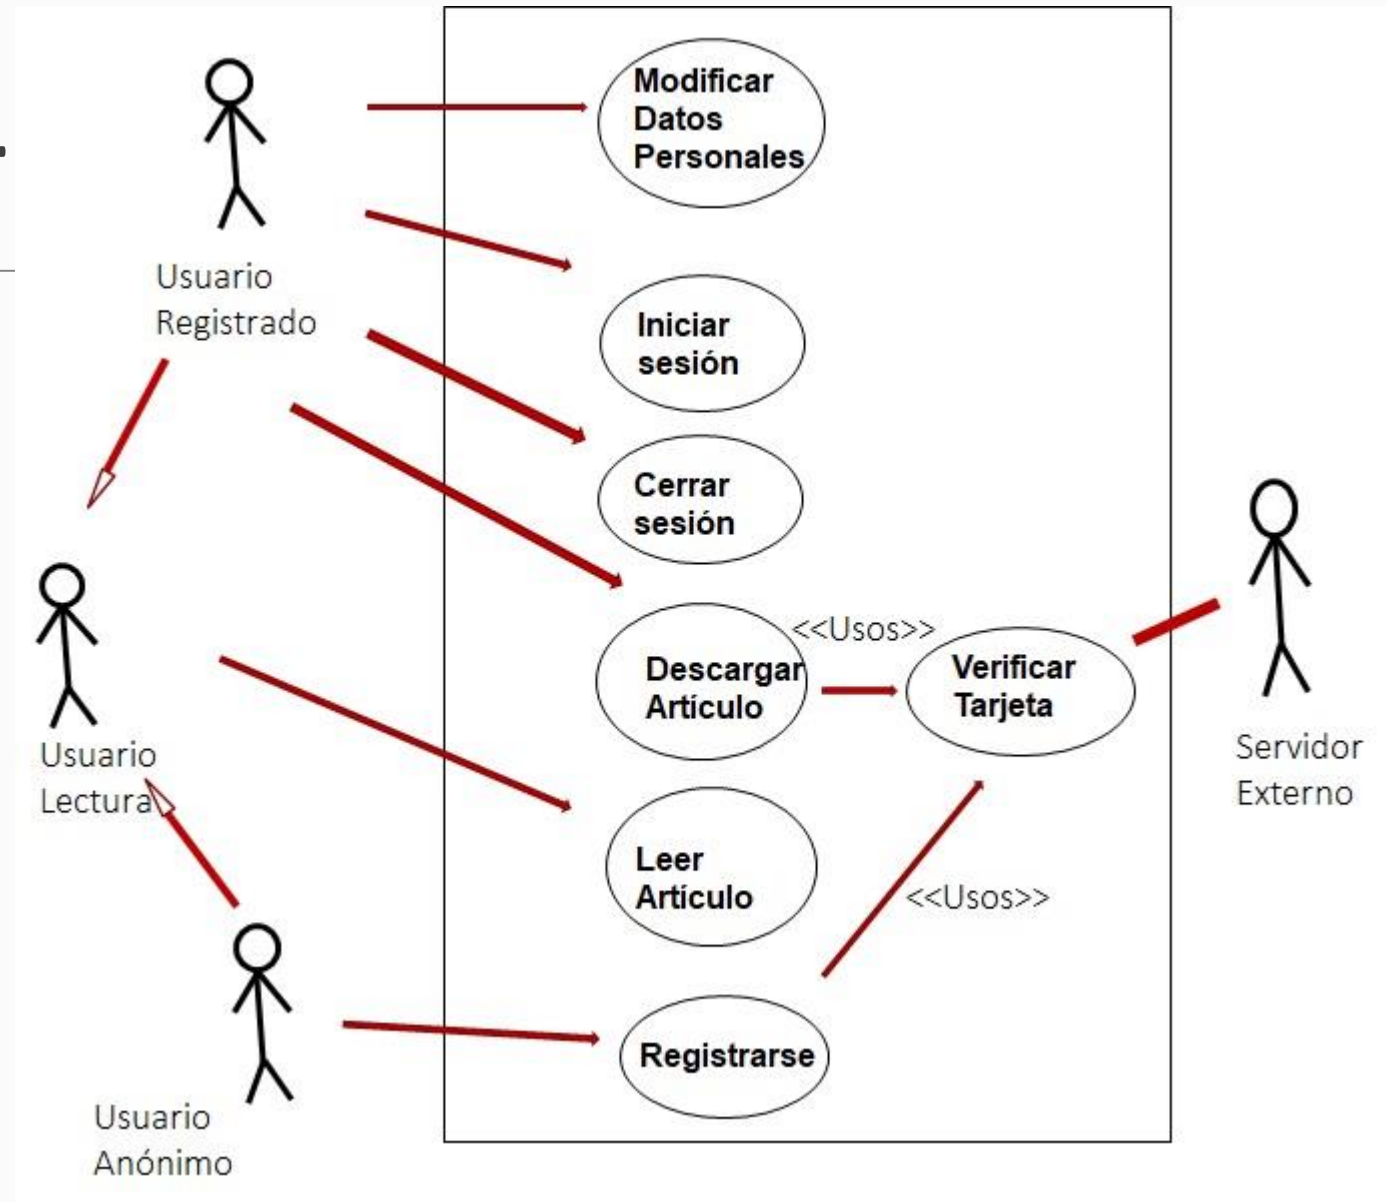 Modificar
Datos
Personales
Usuario
Registrado
Iniciar
sesión
Cerrar
sesión
<<Usos>>
Descargar
Artículo
Verificar
Tarjeta
Servidor
Externo
Usuario
Lectura
Leer
Artículo
<<Usos>>
Registrarse
Usuario
Anónimo